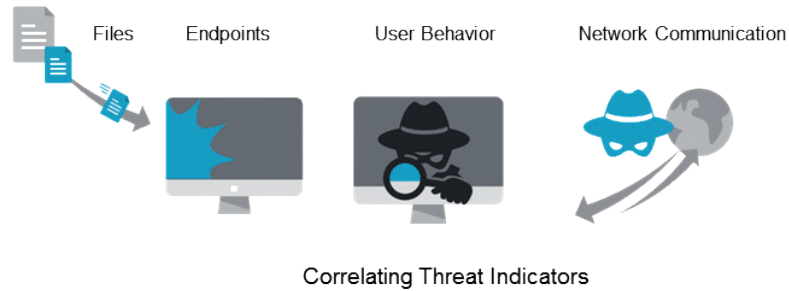 Files Endpoints User Behavior Network Communication
Correlating Threat Indicators